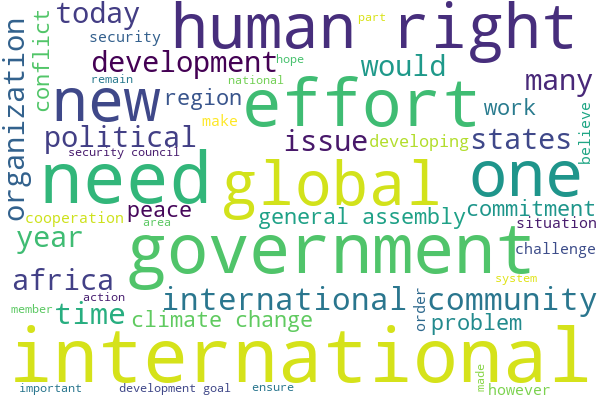 today
human right
part
security
organization
conflict
development
hope
would
remain
national
many
new
effort
region
work
make
political
issue
developing
states
believe
security council
need
global
one
peace
general assembly
commitment
cooperation
area
situation
year
government
challenge
africa
system
action
international community
member
time
climate change
order
problem
international
made
important
development goal
ensure
however